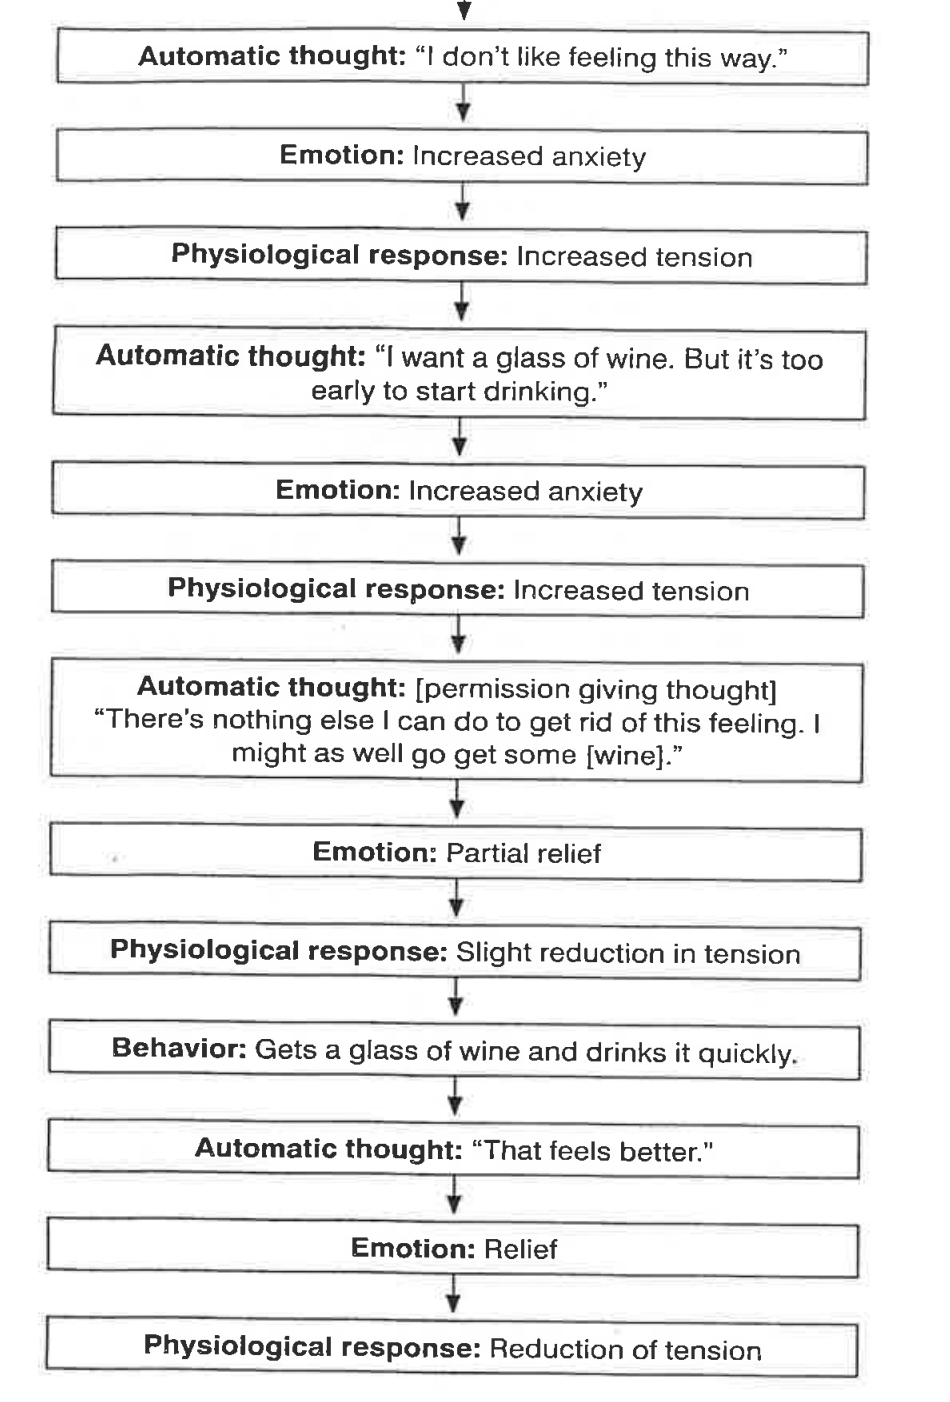 Automatic thought: “I don’t like feeling this way.”
Emotion: Increased anxiety
Physiological response: Increased tension
Automatic thought: “I want a glass of wine. But it’s too
early to start drinking.”
Emotion: Increased anxiety
Physiological response: Increased tension
Automatic thought: [permission giving thought]
“There’s nothing else I can do to get rid of this feeling. I
might as well go get some [wine].”
Emotion: Partial relief
Physiological response: Slight reduction in tension
Behavior: Gets a glass of wine and drinks it quickly.
Automatic thought: “That feels better.”
Emotion: Relief
Physiological response: Reduction of tension